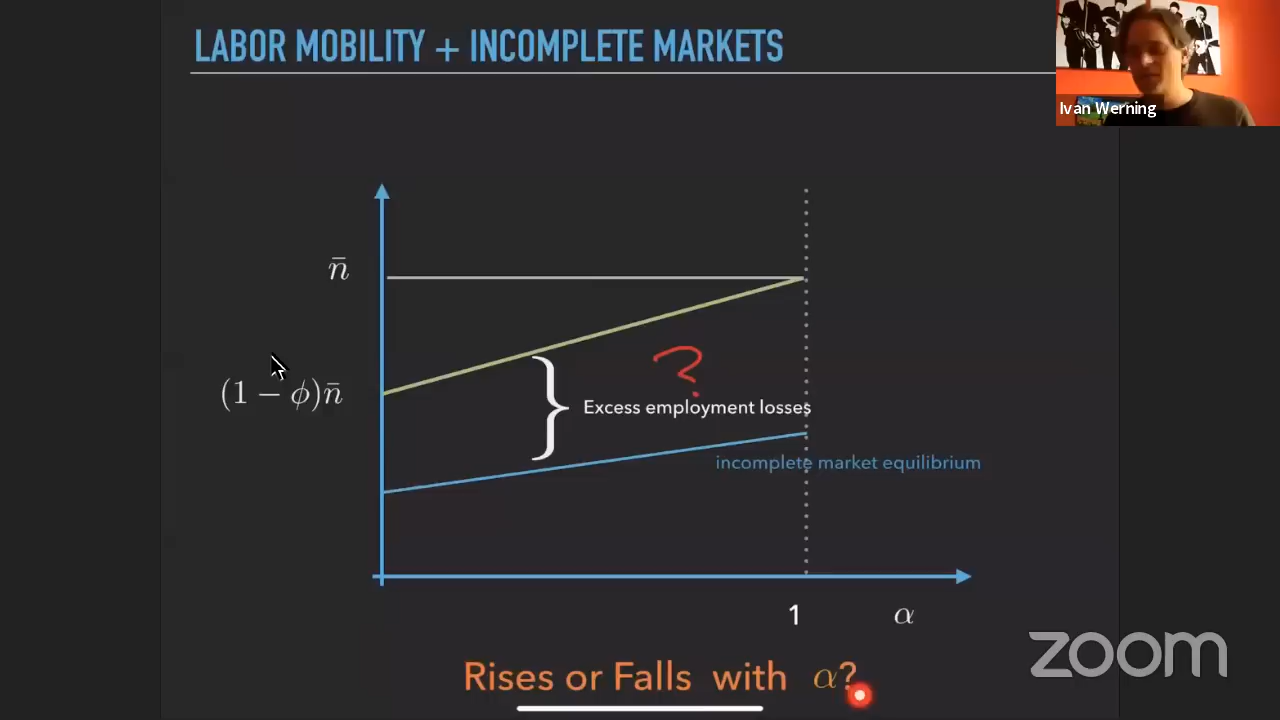 LABOR MOBILITY + INCOMPLETE MARKETS
Ivan Werning
n̄
(1 − ϕ)n̄
?
Excess employment losses
incomplete market equilibrium
1
α
Rises or Falls with α?
zoom